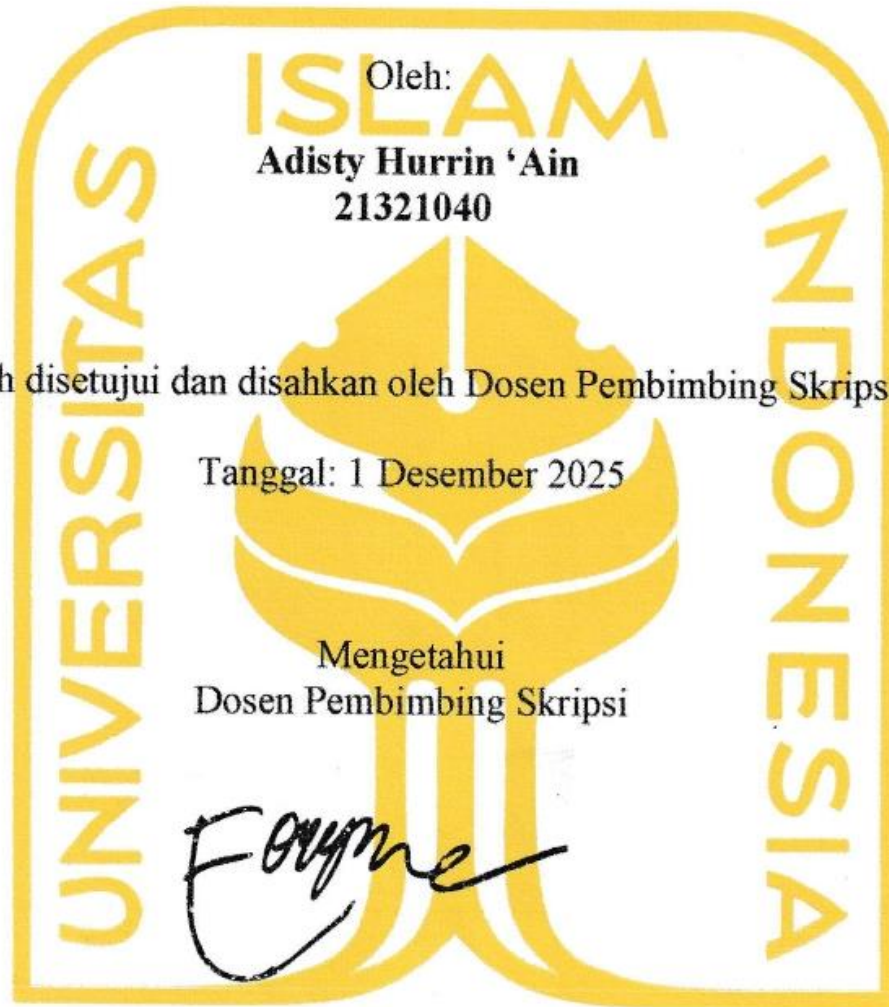 UNIVERSITAS ISLAM INDONESIA
Oleh:
Adisty Hurrin ‘Ain
21321040
disetujui dan disahkan oleh Dosen Pembimbing
Tanggal: 1 Desember 2025
Mengetahui
Dosen Pembimbing Skripsi